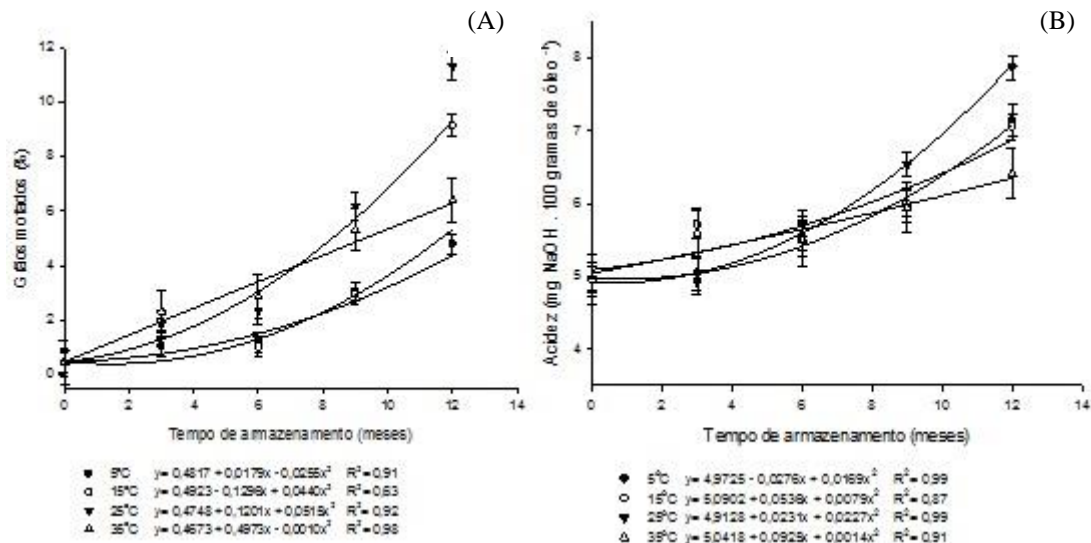 (A)
(B)
12
10
8
6
4
2
0
Grãos mofados (%)
0 2 4 6 8 10 12 14
Tempo de armazenamento (meses)
5°C y= 0,4817 + 0,0179x - 0,0255x² R²= 0,91
15°C y= 0,4923 - 0,1296x + 0,0440x² R²= 0,83
25°C y= 0,4748 + 0,1201x + 0,0515x² R²= 0,92
35°C y= 0,4673 + 0,4973x - 0,0010x² R²= 0,98
8
7
6
5
4
Acidez (mg NaOH . 100 gramas de óleo ⁻¹)
0 2 4 6 8 10 12 14
Tempo de armazenamento (meses)
5°C y= 4,9725 - 0,0276x + 0,0169x² R²= 0,99
15°C y= 5,0902 + 0,0536x + 0,0079x² R²= 0,87
25°C y= 4,9128 + 0,0231x + 0,0227x² R²= 0,99
35°C y= 5,0418 + 0,0925x + 0,0014x² R²= 0,91